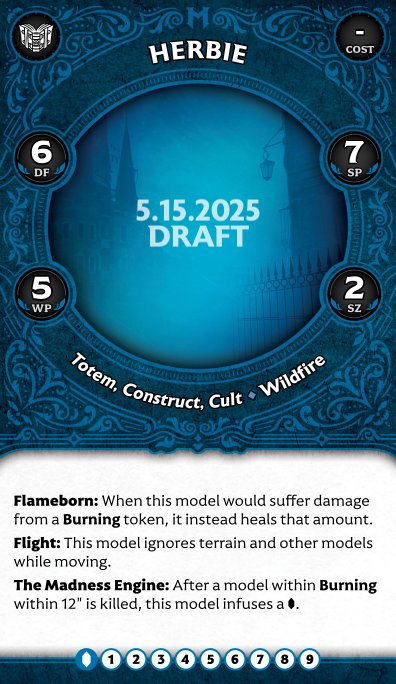 HERBIE
-
COST
6
DF
7
SP
5.15.2025
DRAFT
5
WP
2
SZ
Totem, Construct, Cult ⬥ Wildfire
Flameborn: When this model would suffer damage
from a Burning token, it instead heals that amount.
Flight: This model ignores terrain and other models
while moving.
The Madness Engine: After a model within Burning
within 12" is killed, this model infuses a ⬧.
1 2 3 4 5 6 7 8 9